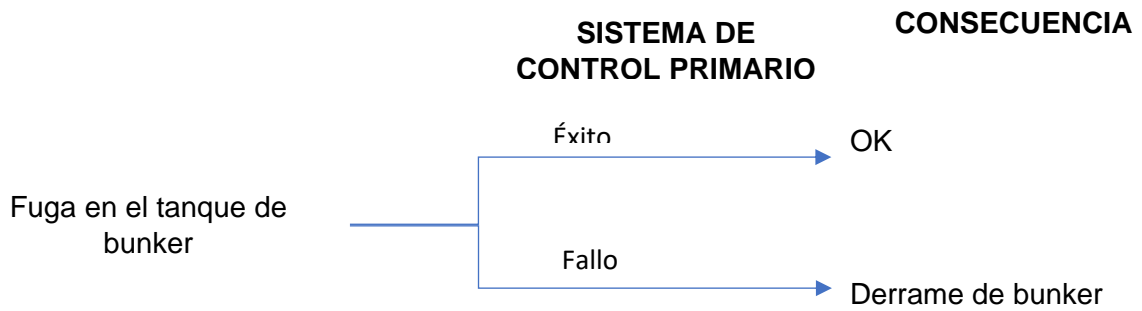 SISTEMA DE
CONTROL PRIMARIO
CONSECUENCIA
Éxito
OK
Fuga en el tanque de
bunker
Fallo
Derrame de bunker